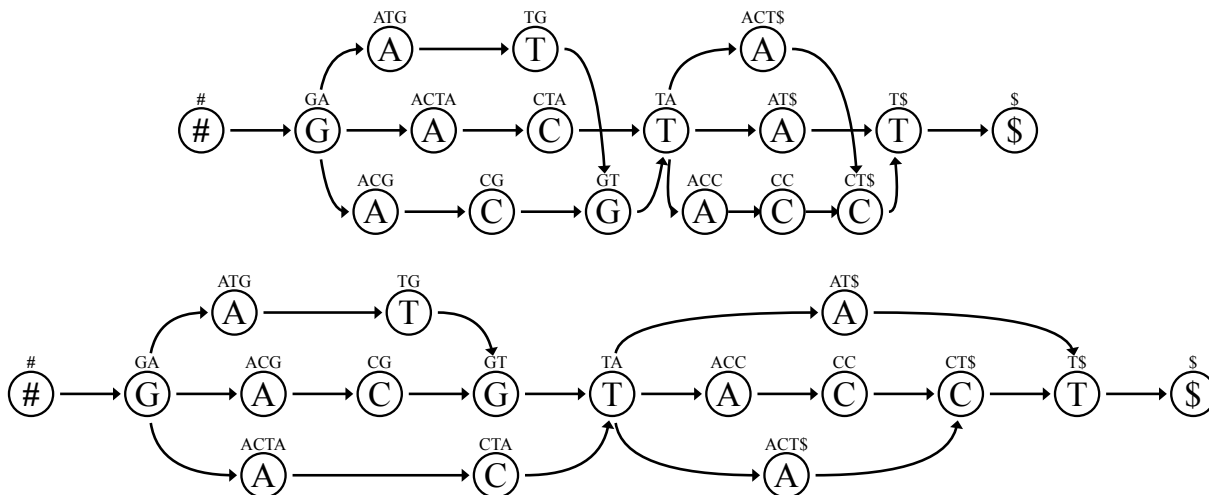 ATG TG ACT$
A T A
# GA ACTA CTA TA AT$ T$ $
# G A C T A T $
ACG CG GT ACC CC CT$
A C G A C C
ATG TG AT$
A T A
# GA ACG CG GT TA ACC CC CT$ T$ $
# G A C G T A C C T $
ACTA CTA ACT$
A C A